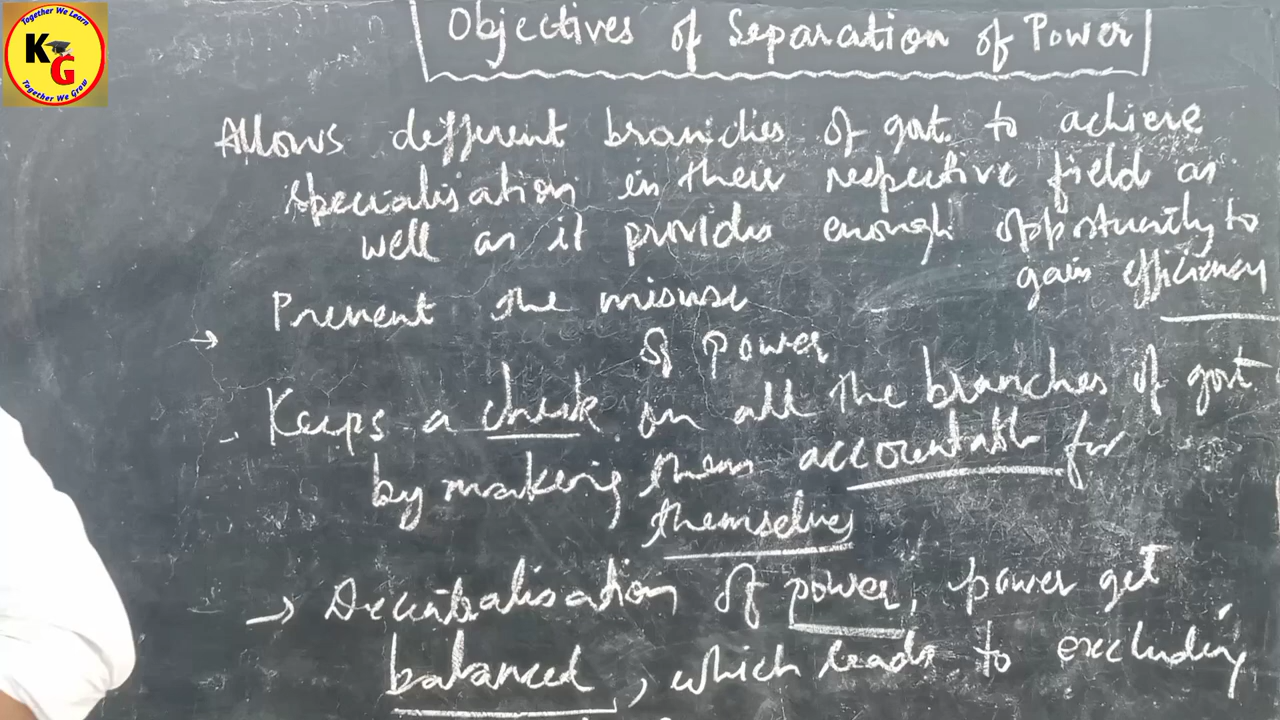 Together We Learn
KG
Together We Grow
Objectives of Separation of Power
Allows different branches of govt. to achieve
specialisation in their respective field as
well as it provides enough opportunity to
gain efficiency
Prevent the misuse
→ of power
Keeps a check on all the branches of govt
by making them accountable for
themselves
→ Decentralisation of power, power get
balanced, which leads to excluding